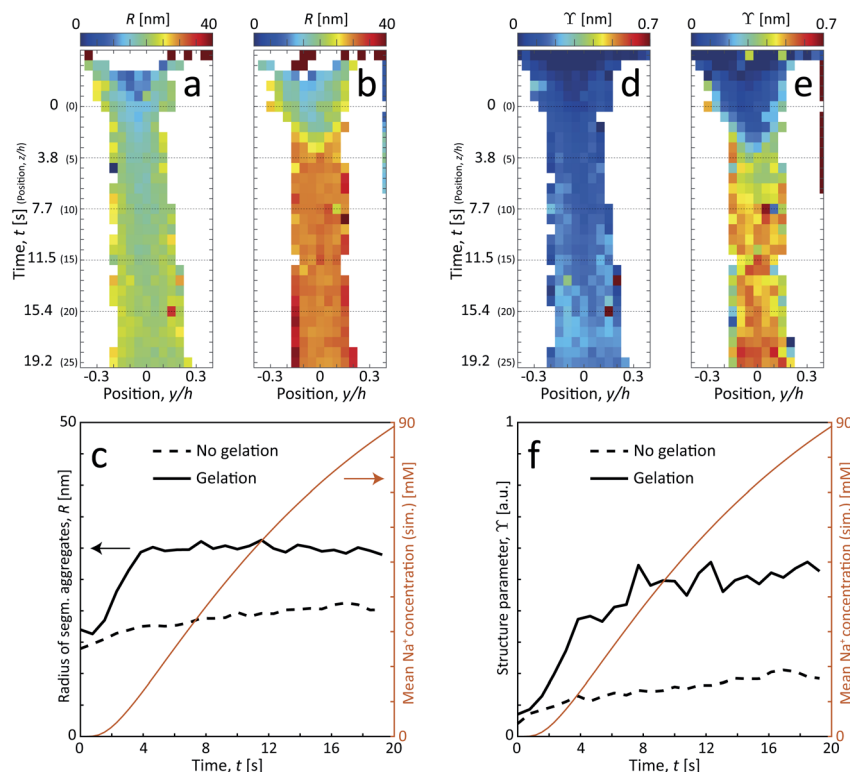 R [nm]
0 40
R [nm]
0 40
ϒ [nm]
0 0.7
ϒ [nm]
0 0.7
a
b
d
e
Time, t [s] (Position, z/h)
0 (0)
3.8 (5)
7.7 (10)
11.5 (15)
15.4 (20)
19.2 (25)
0 (0)
3.8 (5)
7.7 (10)
11.5 (15)
15.4 (20)
19.2 (25)
-0.3 0 0.3
Position, y/h
-0.3 0 0.3
Position, y/h
-0.3 0 0.3
Position, y/h
-0.3 0 0.3
Position, y/h
c
No gelation
Gelation
Radius of segm. aggregates, R [nm]
50
0
Mean Na⁺ concentration (sim.) [mM]
90
0
0 4 8 12 16 20
Time, t [s]
f
No gelation
Gelation
Structure parameter, ϒ [a.u.]
1
0
Mean Na⁺ concentration (sim.) [mM]
90
0
0 4 8 12 16 20
Time, t [s]